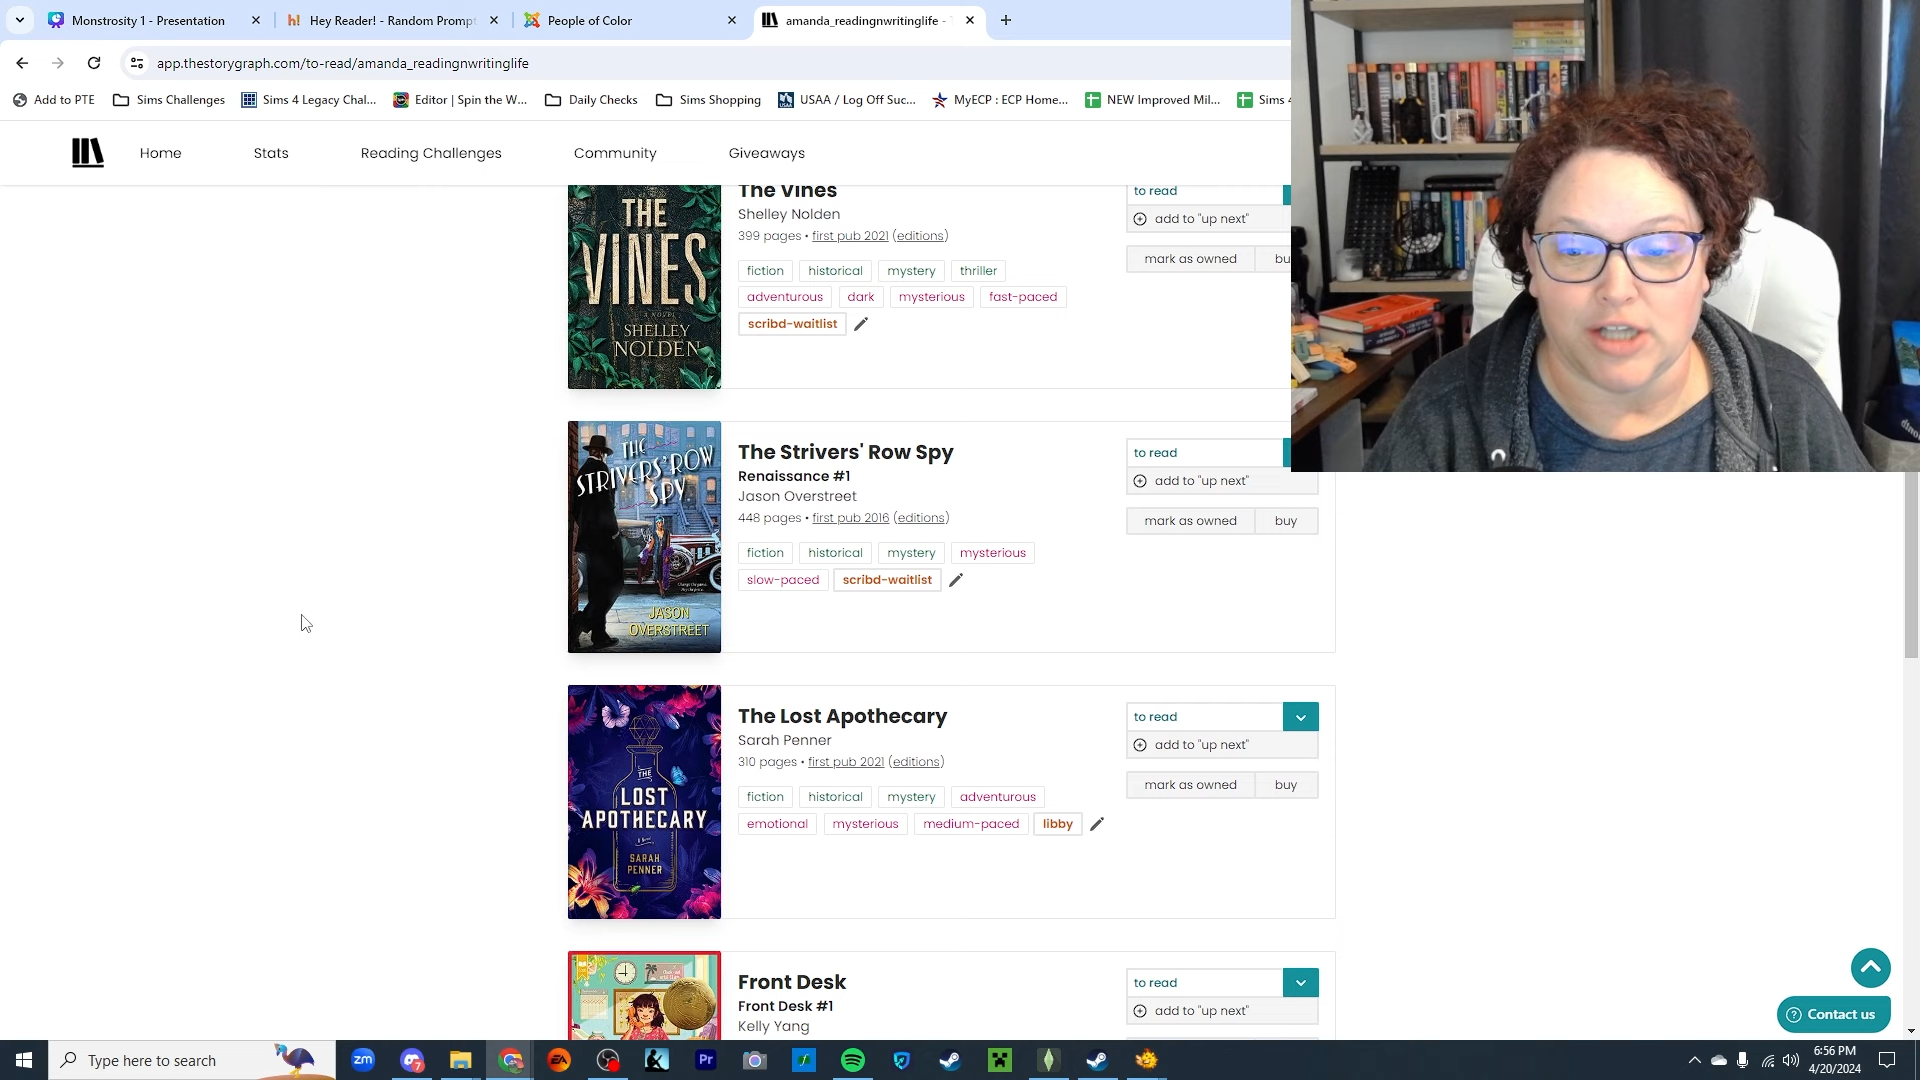 Monstrosity 1 - Presentation
Hey Reader! - Random Prompt
People of Color
amanda_readingnwritinglife -
app.thestorygraph.com/to-read/amanda_readingnwritinglife
Add to PTE
Sims Challenges
Sims 4 Legacy Chal...
Editor | Spin the W...
Daily Checks
Sims Shopping
USAA / Log Off Suc...
MyECP : ECP Home...
NEW Improved Mil...
Sims 4
Home
Stats
Reading Challenges
Community
Giveaways
THE
VINES
A NOVEL
SHELLEY
NOLDEN
The Vines
Shelley Nolden
399 pages • first pub 2021 (editions)
fiction historical mystery thriller
adventurous dark mysterious fast-paced
scribd-waitlist
to read
add to "up next"
mark as owned bu
THE
STRIVERS' ROW
SPY
JASON
OVERSTREET
The Strivers' Row Spy
Renaissance #1
Jason Overstreet
448 pages • first pub 2016 (editions)
fiction historical mystery mysterious
slow-paced scribd-waitlist
to read
add to "up next"
mark as owned buy
THE
LOST
APOTHECARY
SARAH
PENNER
The Lost Apothecary
Sarah Penner
310 pages • first pub 2021 (editions)
fiction historical mystery adventurous
emotional mysterious medium-paced libby
to read
add to "up next"
mark as owned buy
Front Desk
Front Desk #1
Kelly Yang
to read
add to "up next"
Contact us
Type here to search
zm
EA
Pr
6:56 PM
4/20/2024